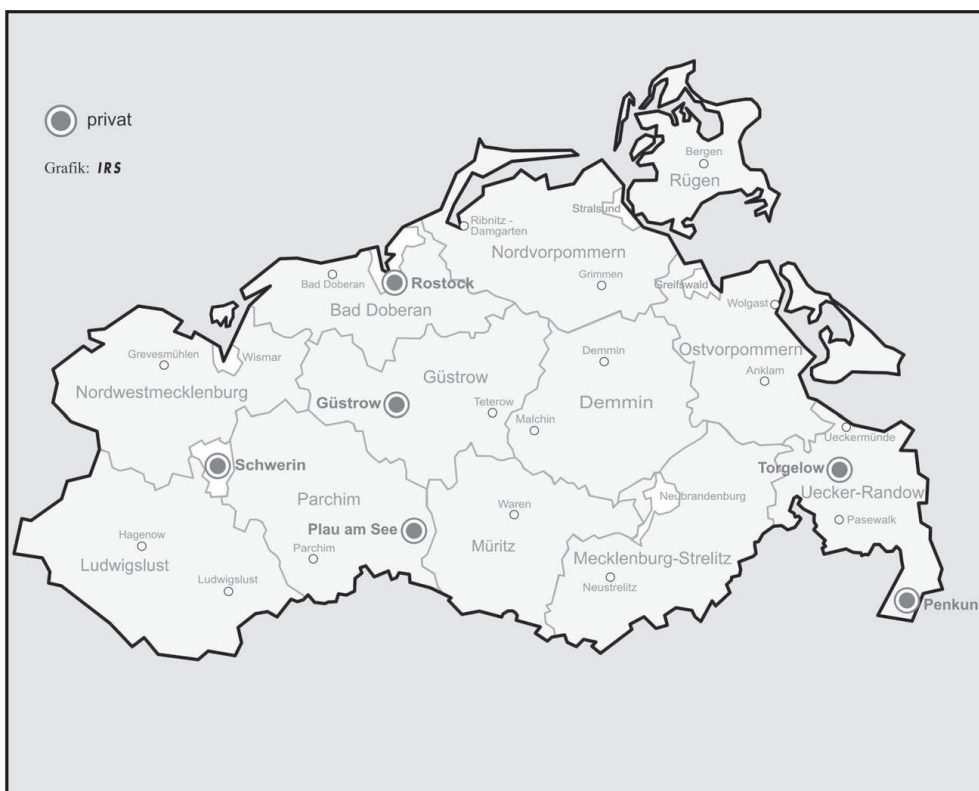 privat
Grafik: IRS
Bergen
Rügen
Stralsund
Ribnitz -
Damgarten
Nordvorpommern
Grimmen
Greifswald
Wolgast
Bad Doberan
Rostock
Bad Doberan
Grevesmühlen
Wismar
Nordwestmecklenburg
Güstrow
Güstrow
Teterow
Demmin
Demmin
Malchin
Ostvorpommern
Anklam
Ueckermünde
Torgelow
Uecker-Randow
Pasewalk
Penkun
Schwerin
Parchim
Plau am See
Parchim
Waren
Müritz
Neubrandenburg
Mecklenburg-Strelitz
Neustrelitz
Hagenow
Ludwigslust
Ludwigslust